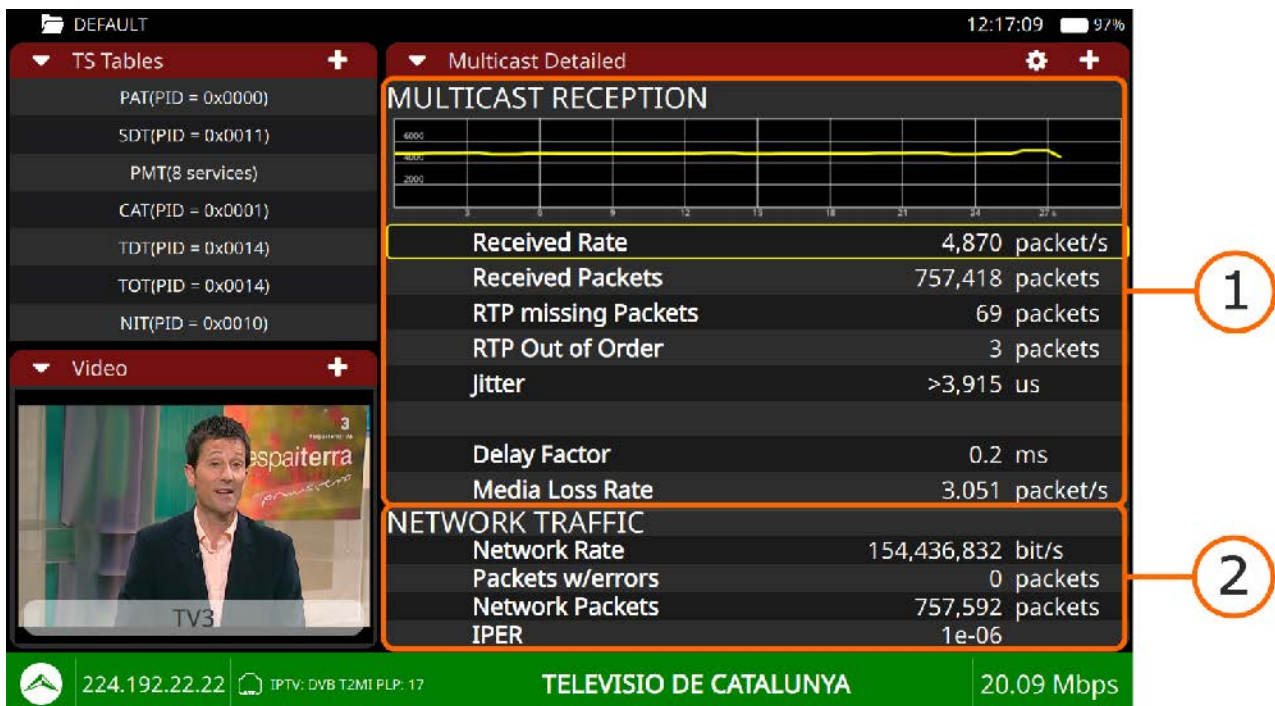 DEFAULT
12:17:09 97%
TS Tables
PAT(PID = 0x0000)
SDT(PID = 0x0011)
PMT(8 services)
CAT(PID = 0x0001)
TDT(PID = 0x0014)
TOT(PID = 0x0014)
NIT(PID = 0x0010)
Video
3
espaiterra
TV3
Multicast Detailed
MULTICAST RECEPTION
6000
4000
2000
3 6 9 12 15 18 21 24 27 s
Received Rate 4,870 packet/s
Received Packets 757,418 packets
RTP missing Packets 69 packets
RTP Out of Order 3 packets
Jitter >3,915 us
Delay Factor 0.2 ms
Media Loss Rate 3.051 packet/s
1
NETWORK TRAFFIC
Network Rate 154,436,832 bit/s
Packets w/errors 0 packets
Network Packets 757,592 packets
IPER 1e-06
2
224.192.22.22 IPTV: DVB T2MI PLP: 17 TELEVISIO DE CATALUNYA 20.09 Mbps